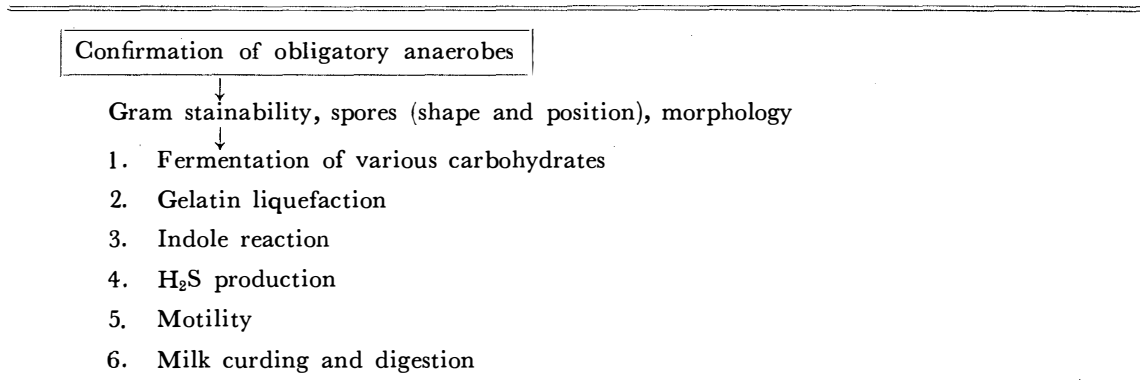 Confirmation of obligatory anaerobes
Gram stainability, spores (shape and position), morphology
1. Fermentation of various carbohydrates
2. Gelatin liquefaction
3. Indole reaction
4. H₂S production
5. Motility
6. Milk curding and digestion